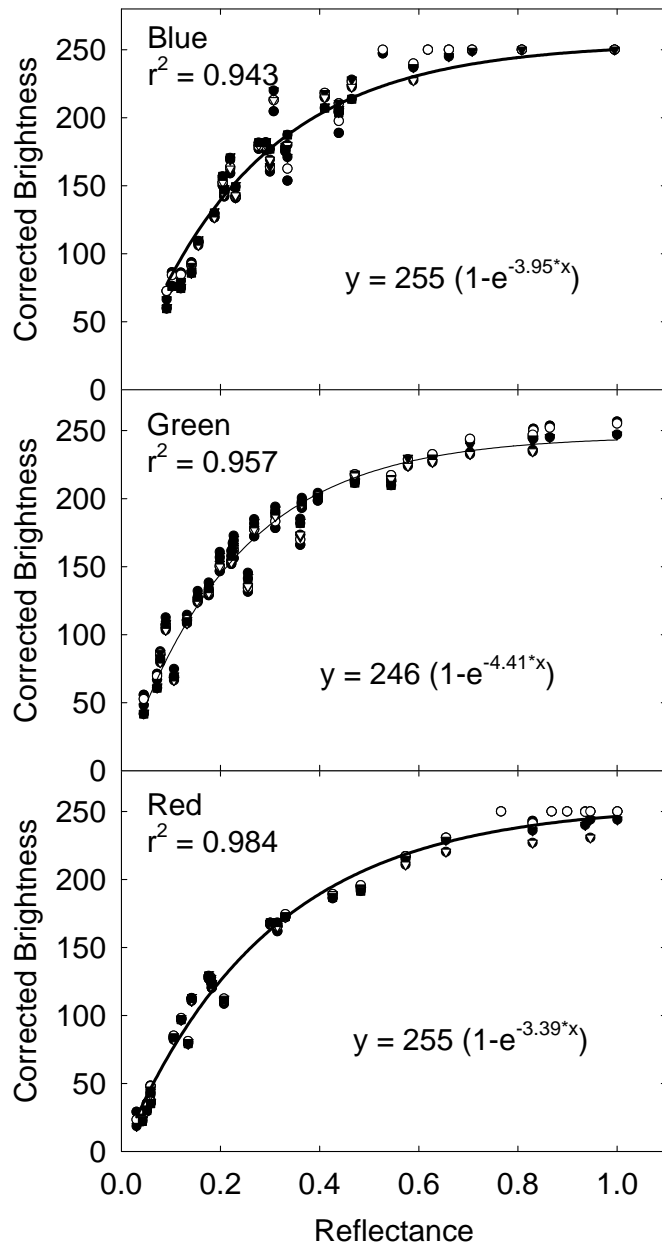 Blue
r² = 0.943
y = 255 (1-e^-3.95*x)
Corrected Brightness
250
200
150
100
50
0
Green
r² = 0.957
y = 246 (1-e^-4.41*x)
Corrected Brightness
250
200
150
100
50
0
Red
r² = 0.984
y = 255 (1-e^-3.39*x)
Corrected Brightness
250
200
150
100
50
0
0.0 0.2 0.4 0.6 0.8 1.0
Reflectance